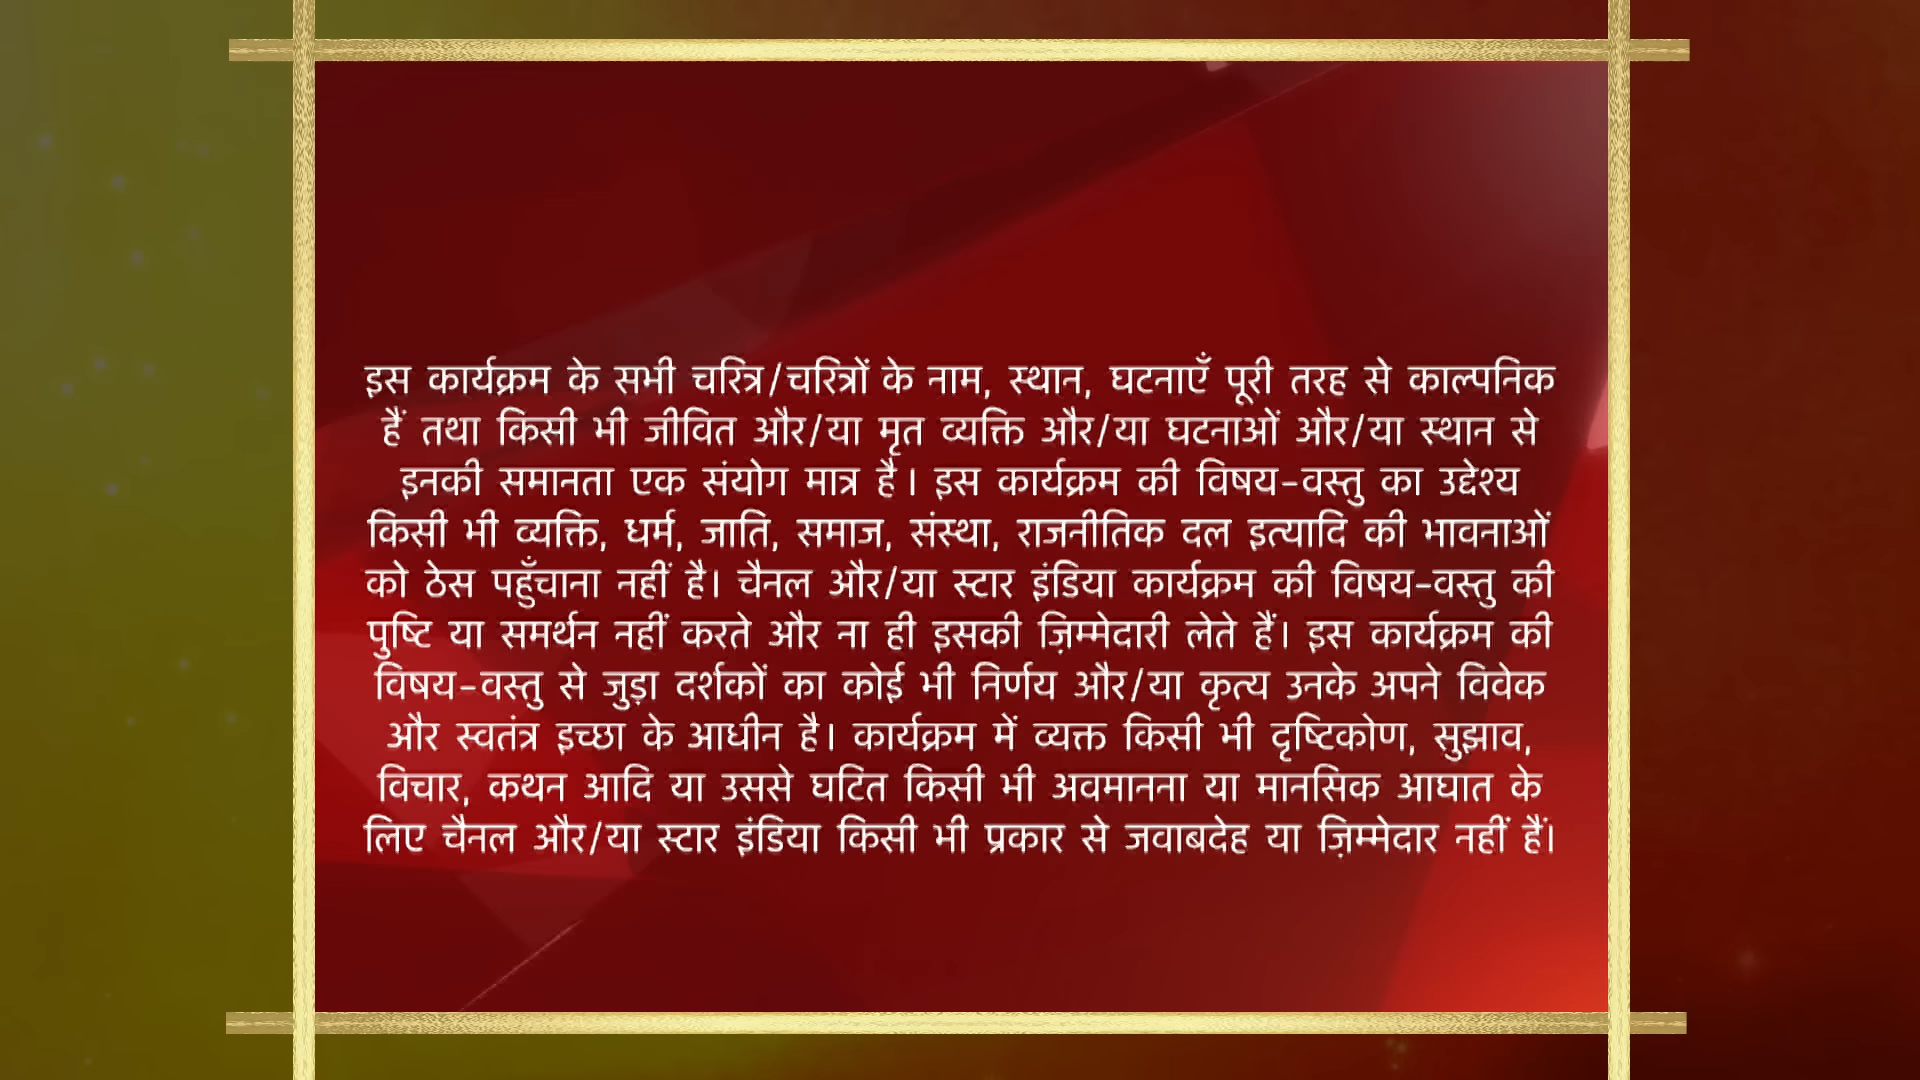 इस कार्यक्रम के सभी चरित्र/चरित्रों के नाम, स्थान, घटनाएँ पूरी तरह से काल्पनिक
हैं तथा किसी भी जीवित और/या मृत व्यक्ति और/या घटनाओं और/या स्थान से
इनकी समानता एक संयोग मात्र है। इस कार्यक्रम की विषय-वस्तु का उद्देश्य
किसी भी व्यक्ति, धर्म, जाति, समाज, संस्था, राजनीतिक दल इत्यादि की भावनाओं
को ठेस पहुँचाना नहीं है। चैनल और/या स्टार इंडिया कार्यक्रम की विषय-वस्तु की
पुष्टि या समर्थन नहीं करते और ना ही इसकी ज़िम्मेदारी लेते हैं। इस कार्यक्रम की
विषय-वस्तु से जुड़ा दर्शकों का कोई भी निर्णय और/या कृत्य उनके अपने विवेक
और स्वतंत्र इच्छा के आधीन है। कार्यक्रम में व्यक्त किसी भी दृष्टिकोण, सुझाव,
विचार, कथन आदि या उससे घटित किसी भी अवमानना या मानसिक आघात के
लिए चैनल और/या स्टार इंडिया किसी भी प्रकार से जवाबदेह या ज़िम्मेदार नहीं हैं।